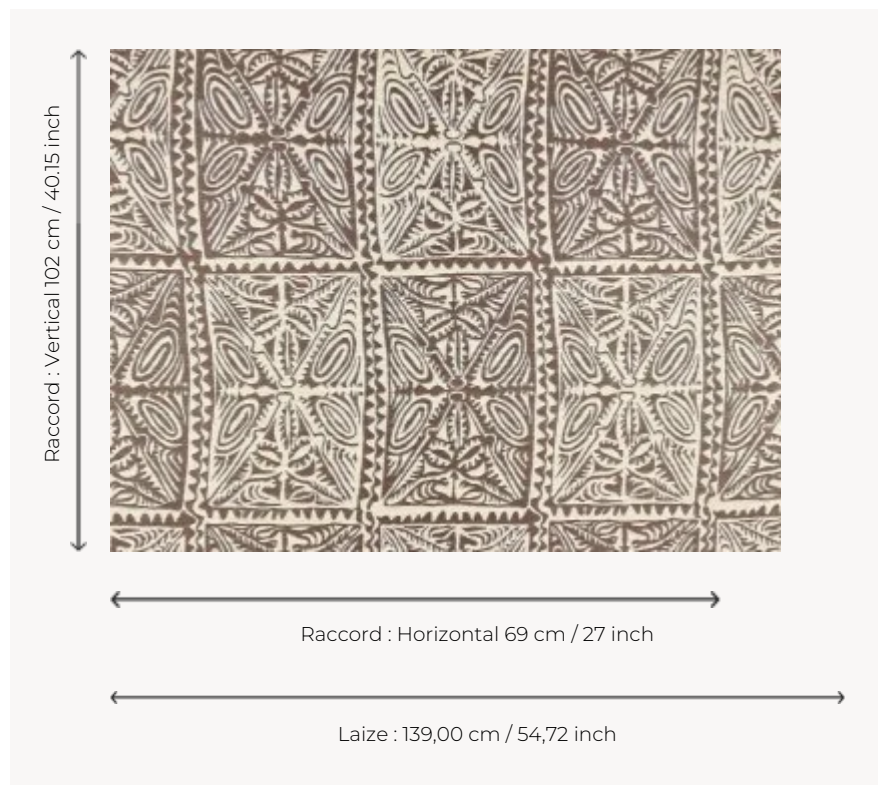 Raccord : Vertical 102 cm / 40.15 inch
Raccord : Horizontal 69 cm / 27 inch
Laize : 139,00 cm / 54,72 inch